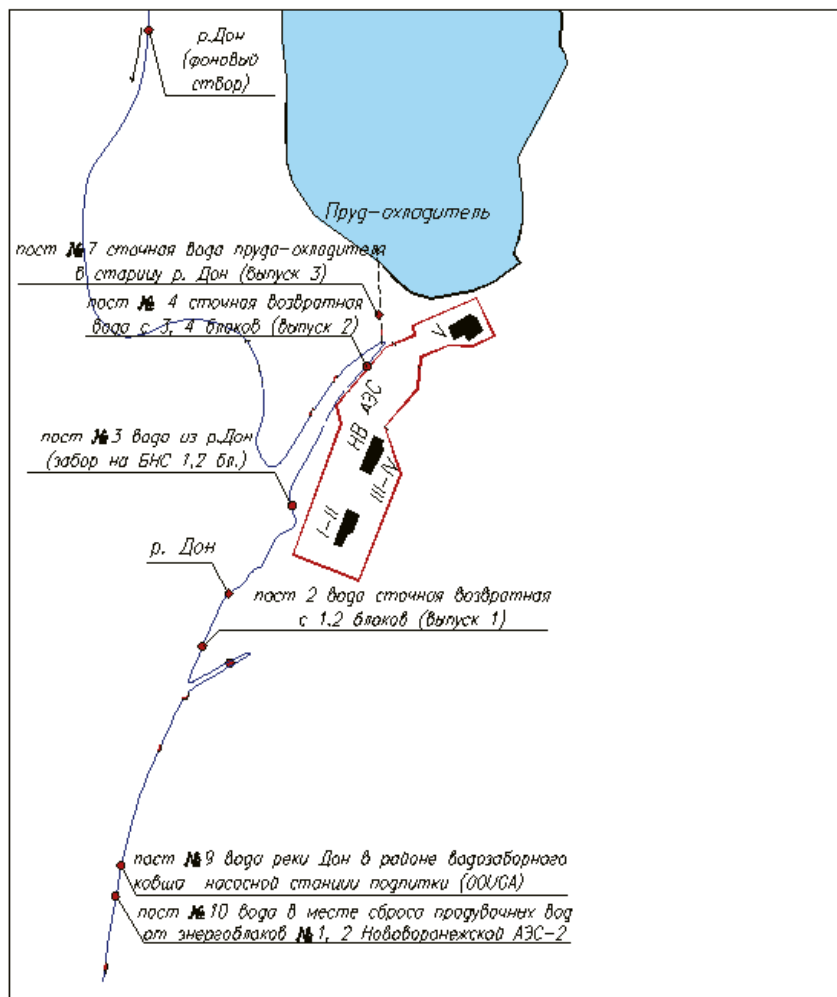 р.Дон
(фоновый
створ)
Пруд-охладитель
пост №7 сточная вода пруда-охладителя
в старицу р. Дон (выпуск 3)
пост № 4 сточная возвратная
вода с 3, 4 блоков (выпуск 2)
V
НВ АЭС
пост №3 вода из р.Дон
(забор на БНС 1,2 бл.)
III-IV
I-II
р. Дон
пост 2 вода сточная возвратная
с 1,2 блоков (выпуск 1)
пост №9 вода реки Дон в районе водозаборного
ковша насосной станции подпитки (00UGA)
пост №10 вода в месте сброса продувочных вод
от энергоблоков №1, 2 Нововоронежской АЭС-2